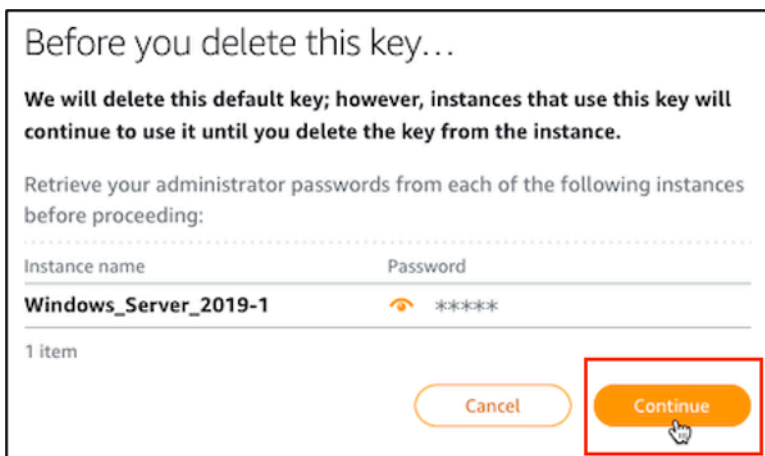 Before you delete this key...
We will delete this default key; however, instances that use this key will
continue to use it until you delete the key from the instance.
Retrieve your administrator passwords from each of the following instances
before proceeding:
Instance name Password
Windows_Server_2019-1 *****
1 item
Cancel Continue